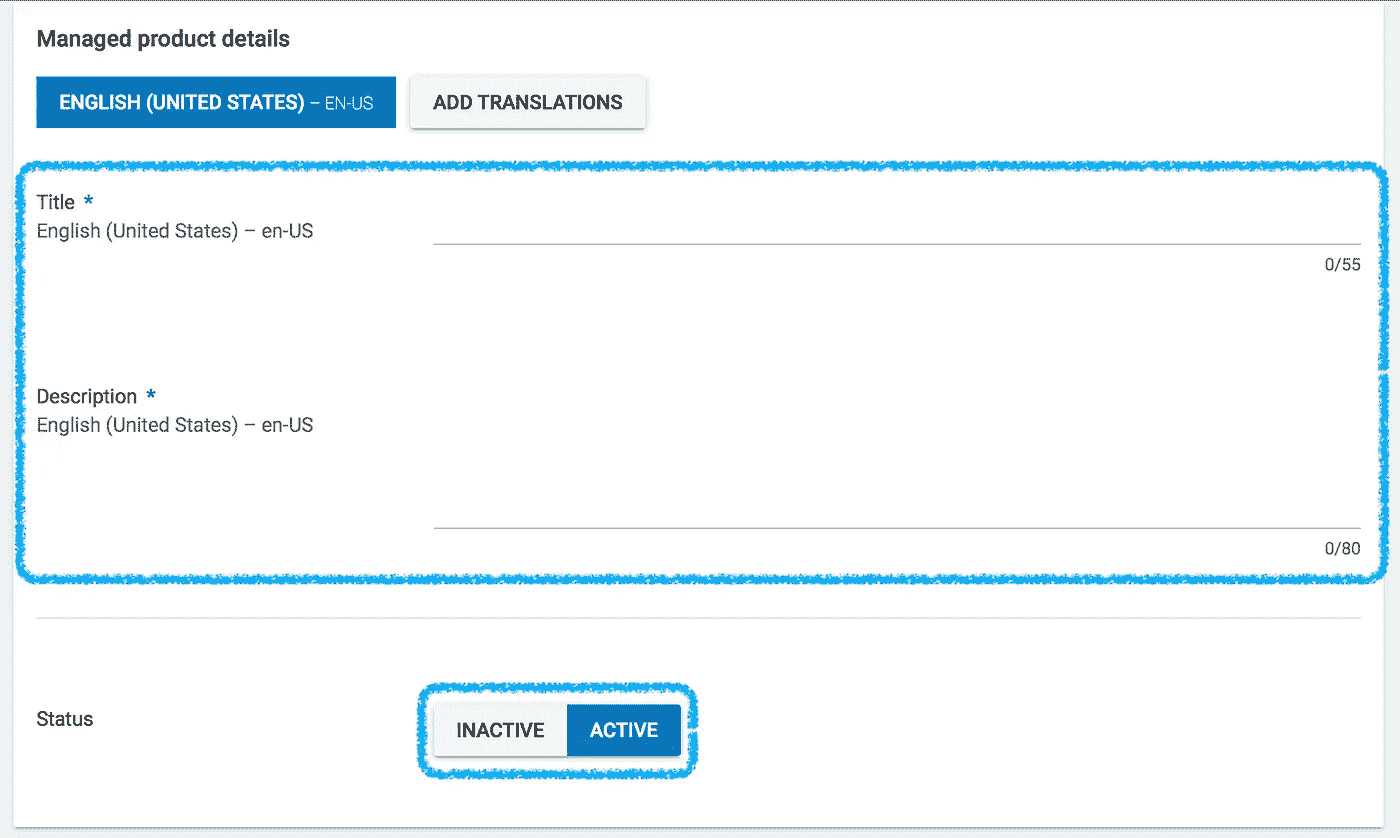 Managed product details
ENGLISH (UNITED STATES) – EN-US ADD TRANSLATIONS
Title *
English (United States) – en-US
0/55
Description *
English (United States) – en-US
0/80
Status
INACTIVE ACTIVE